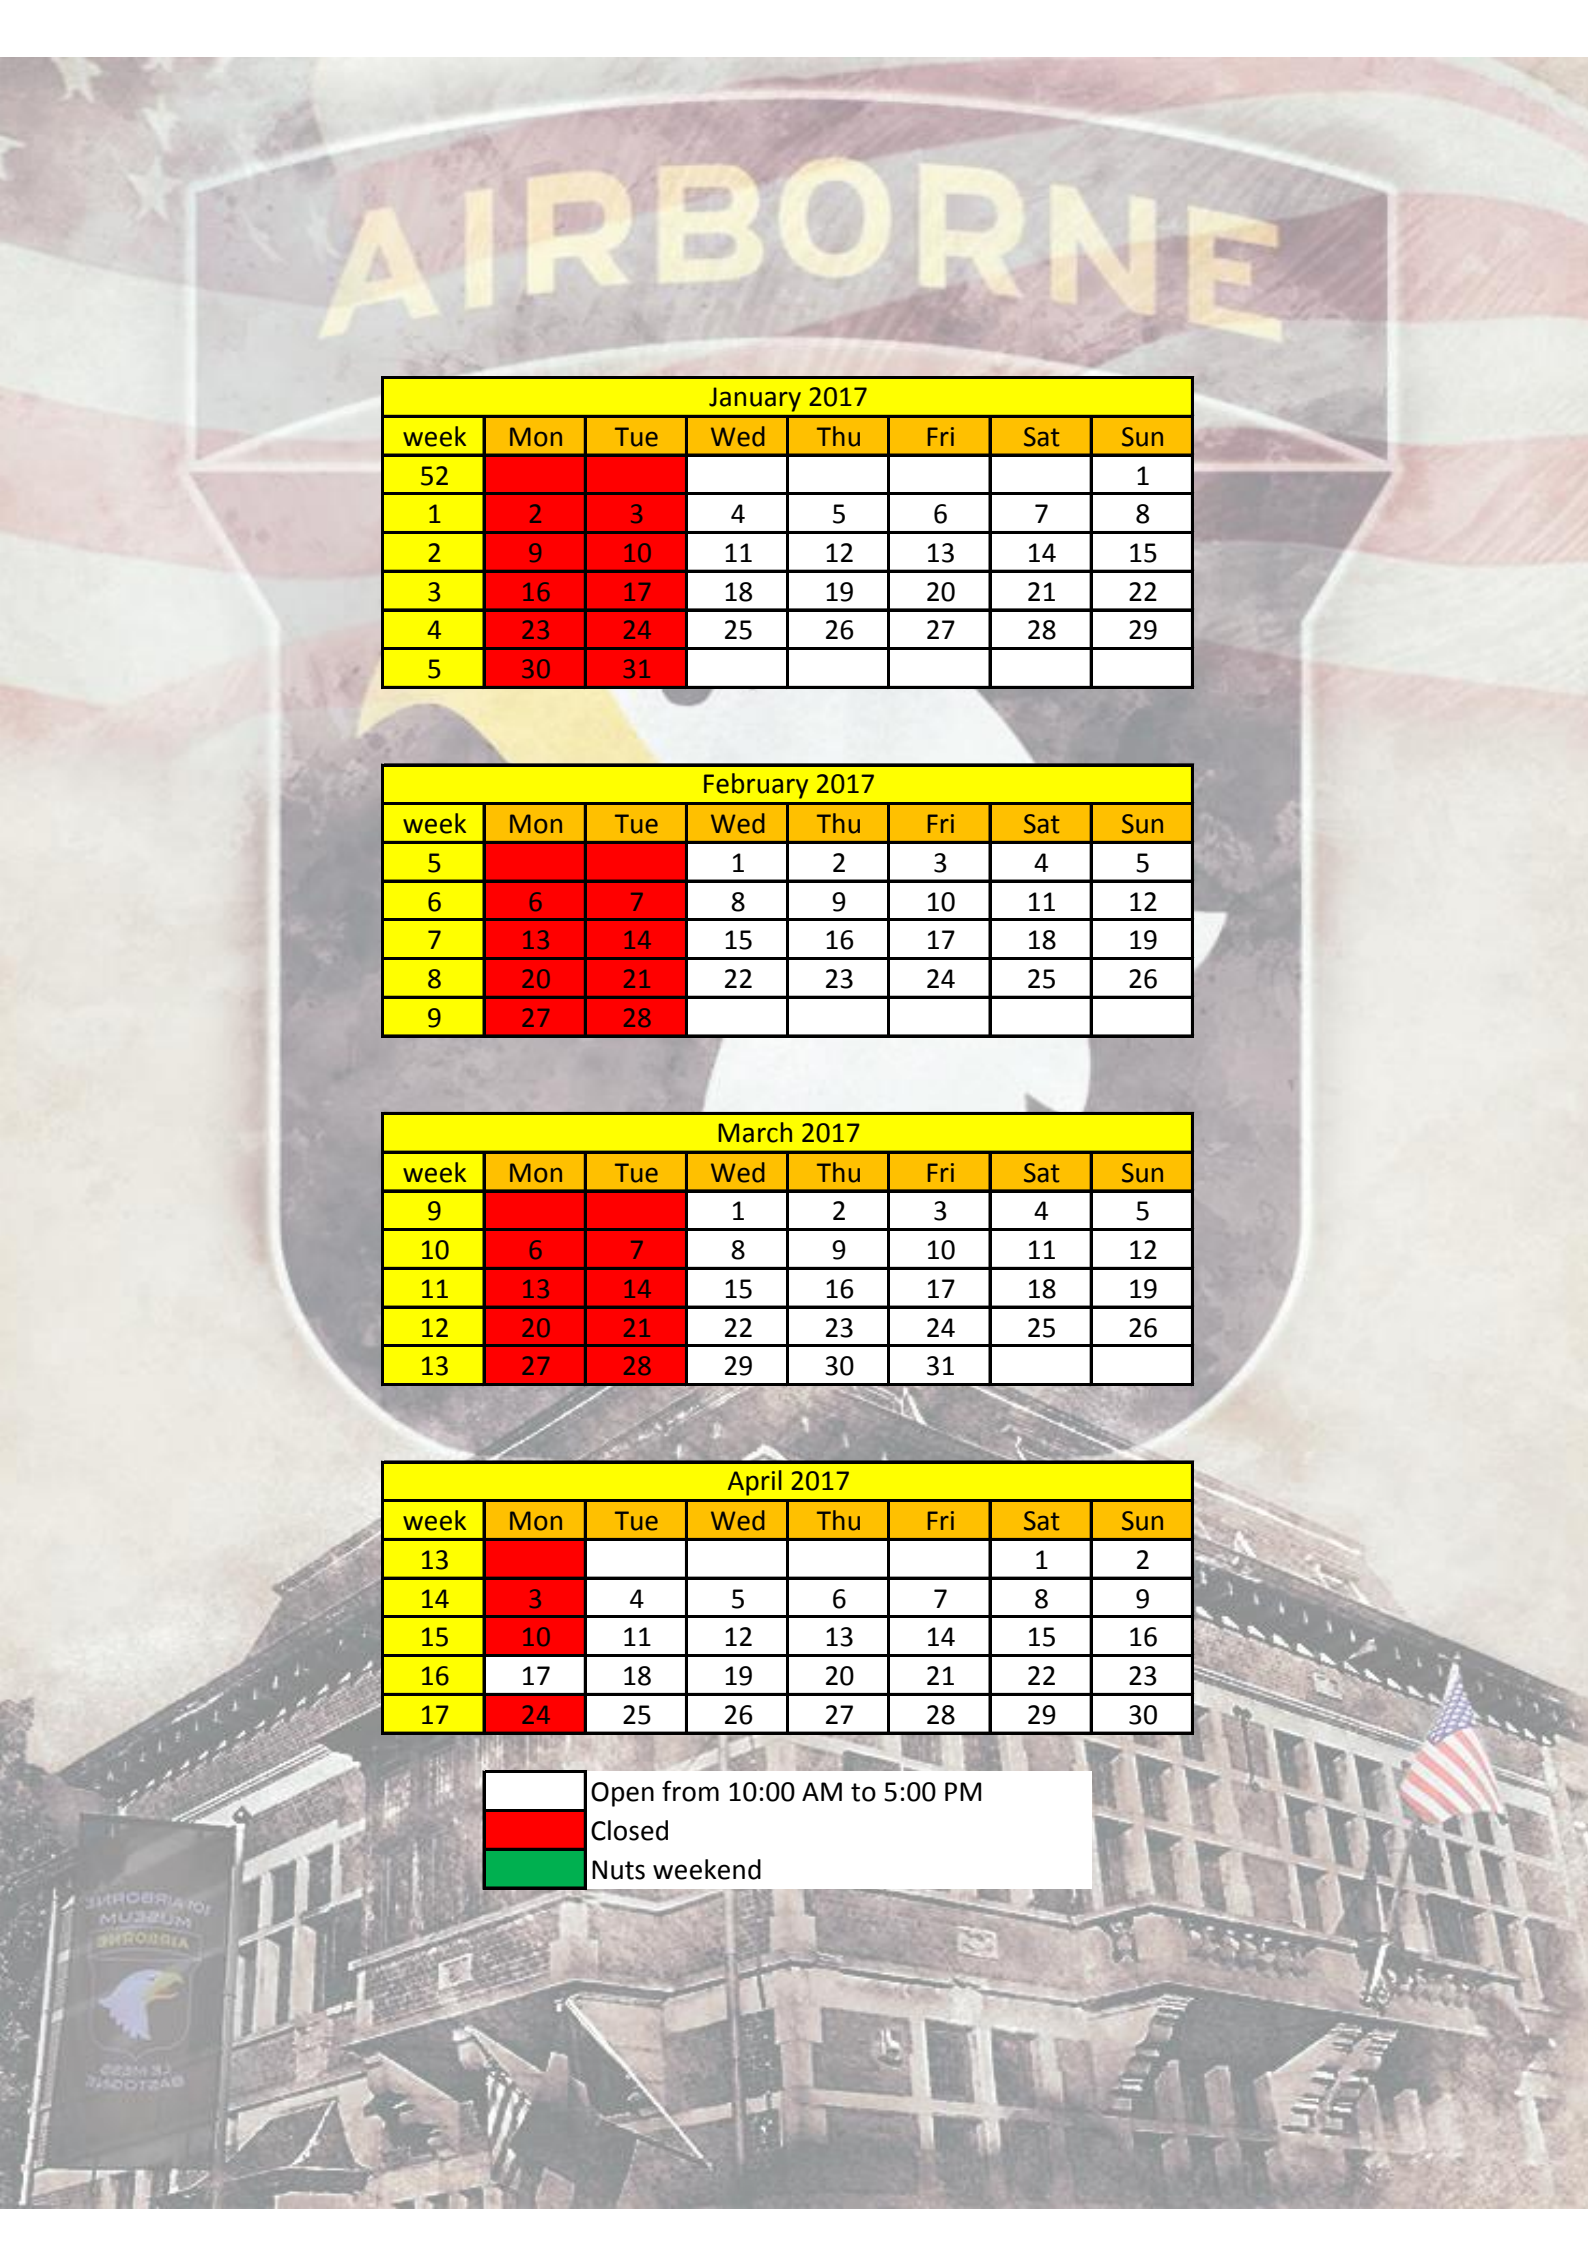 AIRBORNE
January 2017
week Mon Tue Wed Thu Fri Sat Sun
52 1
1 2 3 4 5 6 7 8
2 9 10 11 12 13 14 15
3 16 17 18 19 20 21 22
4 23 24 25 26 27 28 29
5 30 31
February 2017
week Mon Tue Wed Thu Fri Sat Sun
5 1 2 3 4 5
6 6 7 8 9 10 11 12
7 13 14 15 16 17 18 19
8 20 21 22 23 24 25 26
9 27 28
March 2017
week Mon Tue Wed Thu Fri Sat Sun
9 1 2 3 4 5
10 6 7 8 9 10 11 12
11 13 14 15 16 17 18 19
12 20 21 22 23 24 25 26
13 27 28 29 30 31
April 2017
week Mon Tue Wed Thu Fri Sat Sun
13 1 2
14 3 4 5 6 7 8 9
15 10 11 12 13 14 15 16
16 17 18 19 20 21 22 23
17 24 25 26 27 28 29 30
Open from 10:00 AM to 5:00 PM
Closed
Nuts weekend
101 AIRBORNE
MUSEUM
AIRBORNE
LE MESS
BASTOGNE